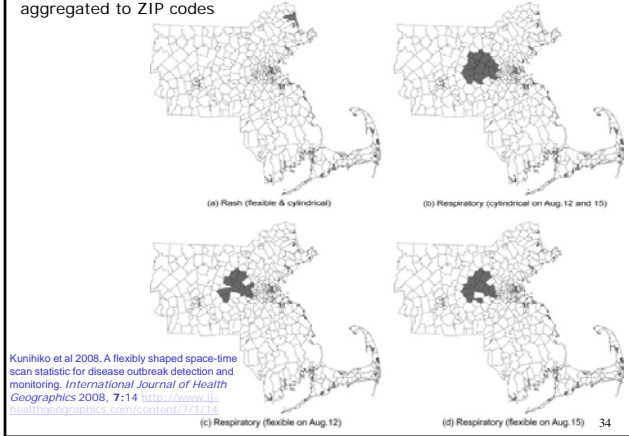 aggregated to ZIP codes
(a) Rash (flexible & cylindrical)
(b) Respiratory (cylindrical on Aug.12 and 15)
Kunihiko et al 2008. A flexibly shaped space-time
scan statistic for disease outbreak detection and
monitoring. International Journal of Health
Geographics 2008, 7:14 http://www.ij-
healthgeographics.com/content/7/1/14
(c) Respiratory (flexible on Aug.12)
(d) Respiratory (flexible on Aug.15)
34